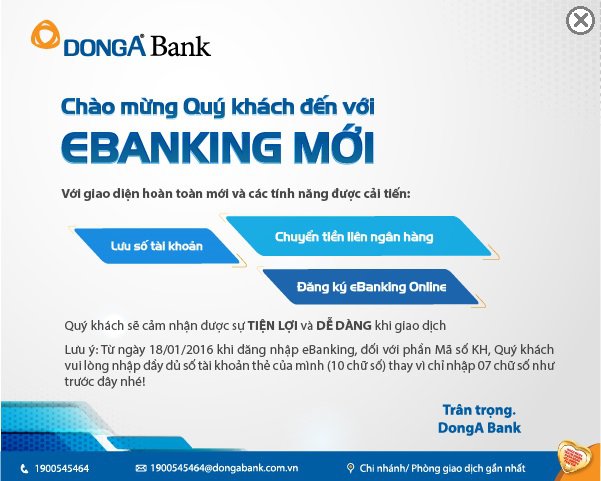 DONGA Bank
Chào mừng Quý khách đến với
EBANKING MỚI
Với giao diện hoàn toàn mới và các tính năng được cải tiến:
Chuyển tiền liên ngân hàng
Lưu số tài khoản
Đăng ký eBanking Online
Quý khách sẽ cảm nhận được sự TIỆN LỢI và DỄ DÀNG khi giao dịch
Lưu ý: Từ ngày 18/01/2016 khi đăng nhập eBanking, đối với phần Mã số KH, Quý khách
vui lòng nhập đầy đủ số tài khoản thẻ của mình (10 chữ số) thay vì chỉ nhập 07 chữ số như
trước đây nhé!
Trân trọng.
DongA Bank
1900545464
1900545464@dongabank.com.vn
Chi nhánh/ Phòng giao dịch gần nhất